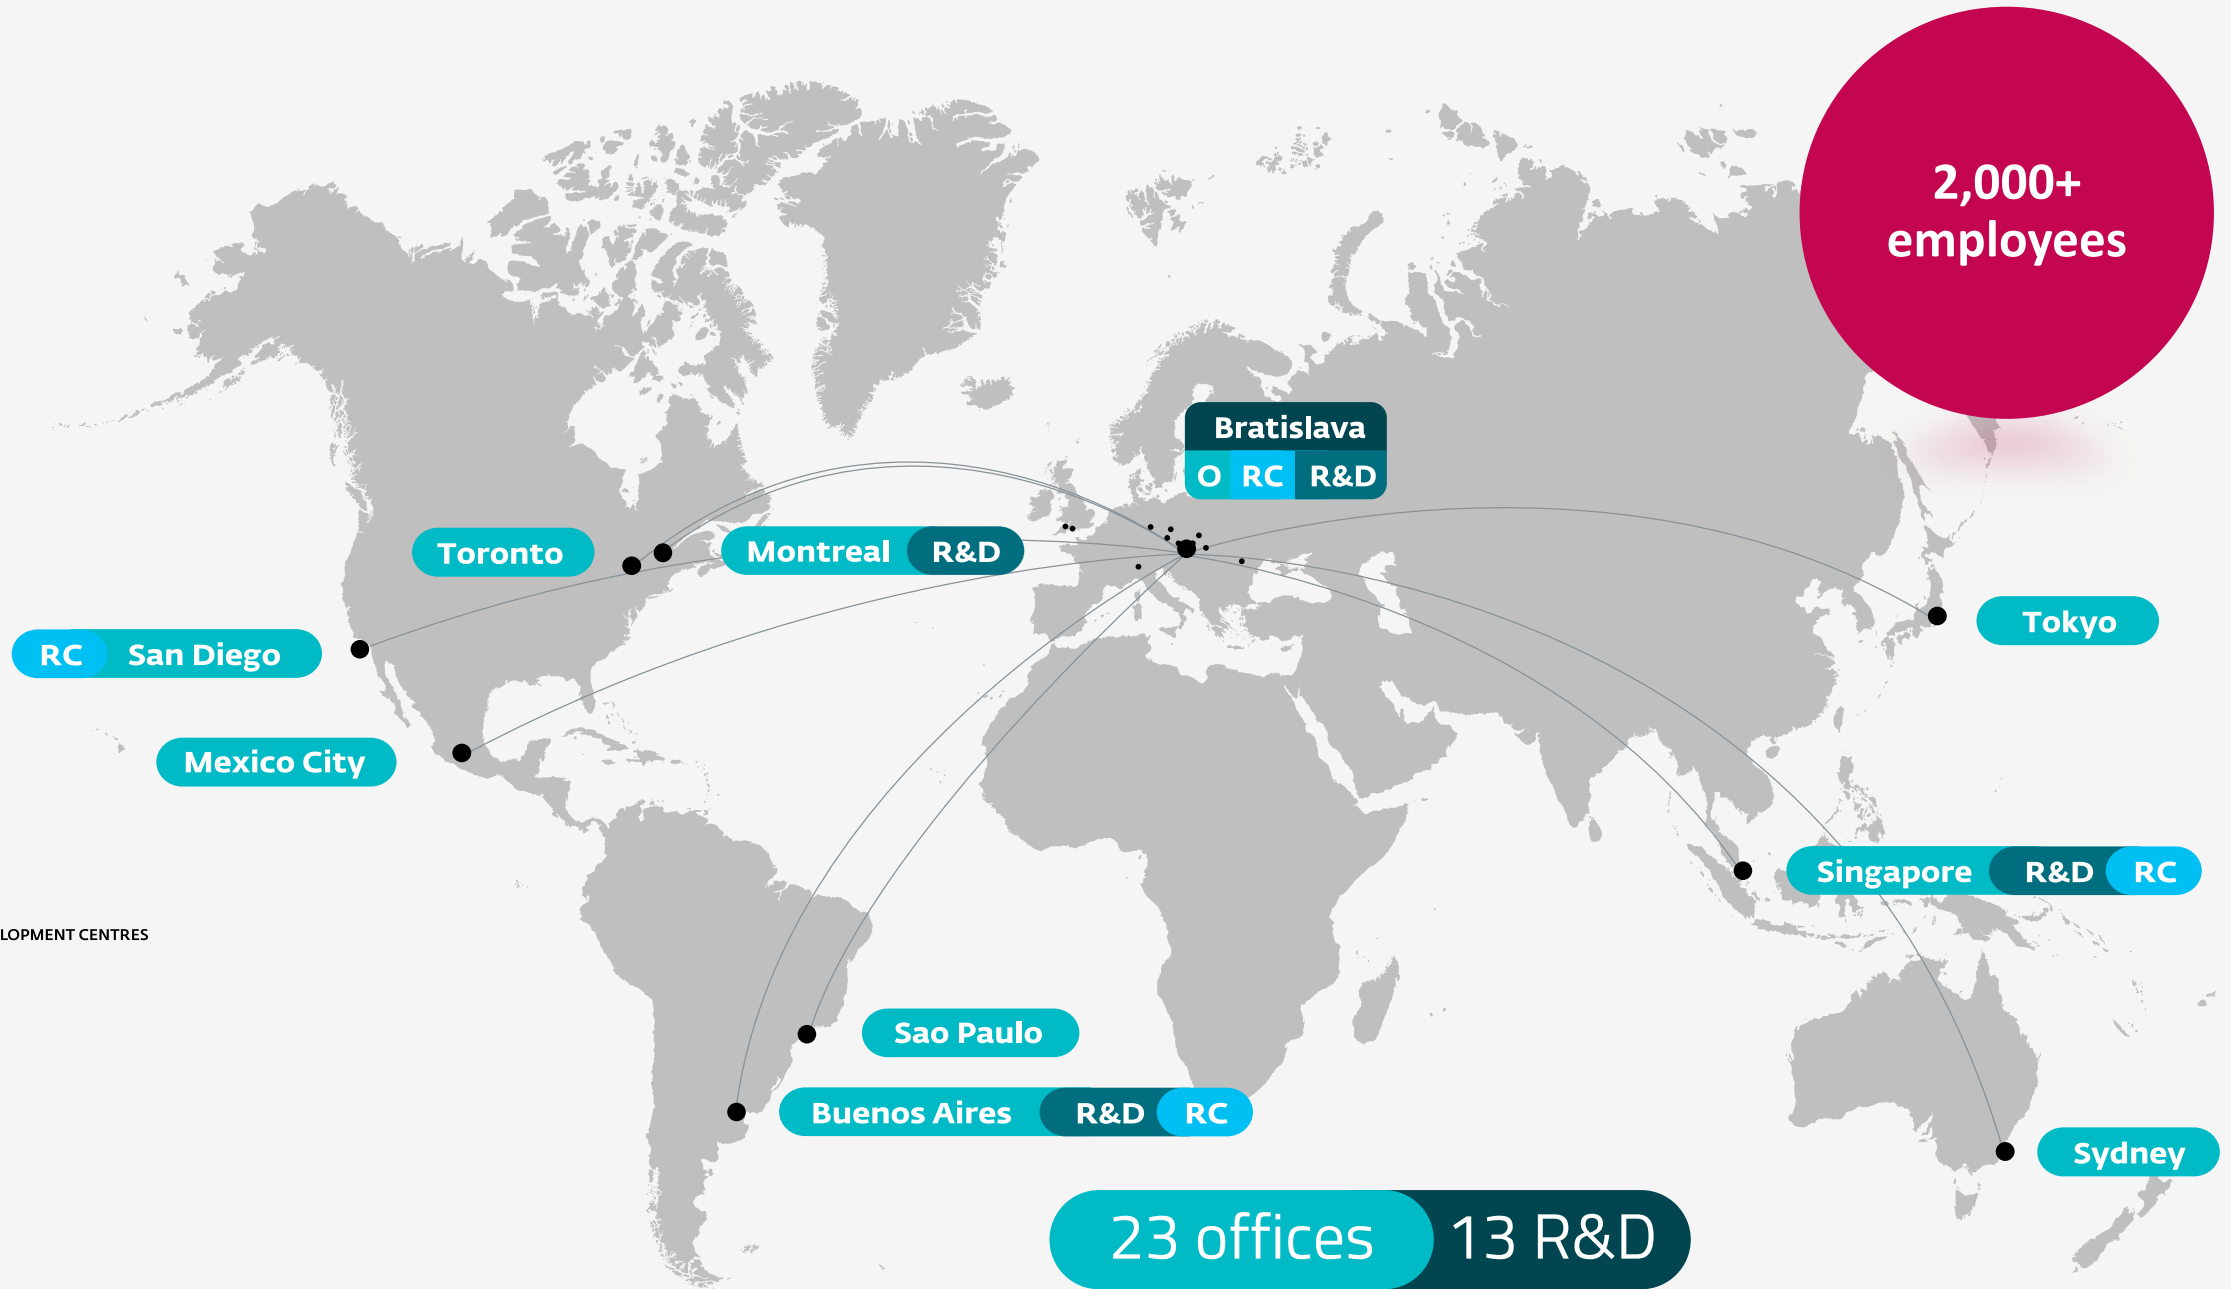 2,000+
employees
Bratislava
O RC R&D
Toronto
Montreal R&D
Tokyo
RC San Diego
Mexico City
Singapore R&D RC
LOPMENT CENTRES
Sao Paulo
Buenos Aires R&D RC
Sydney
23 offices 13 R&D